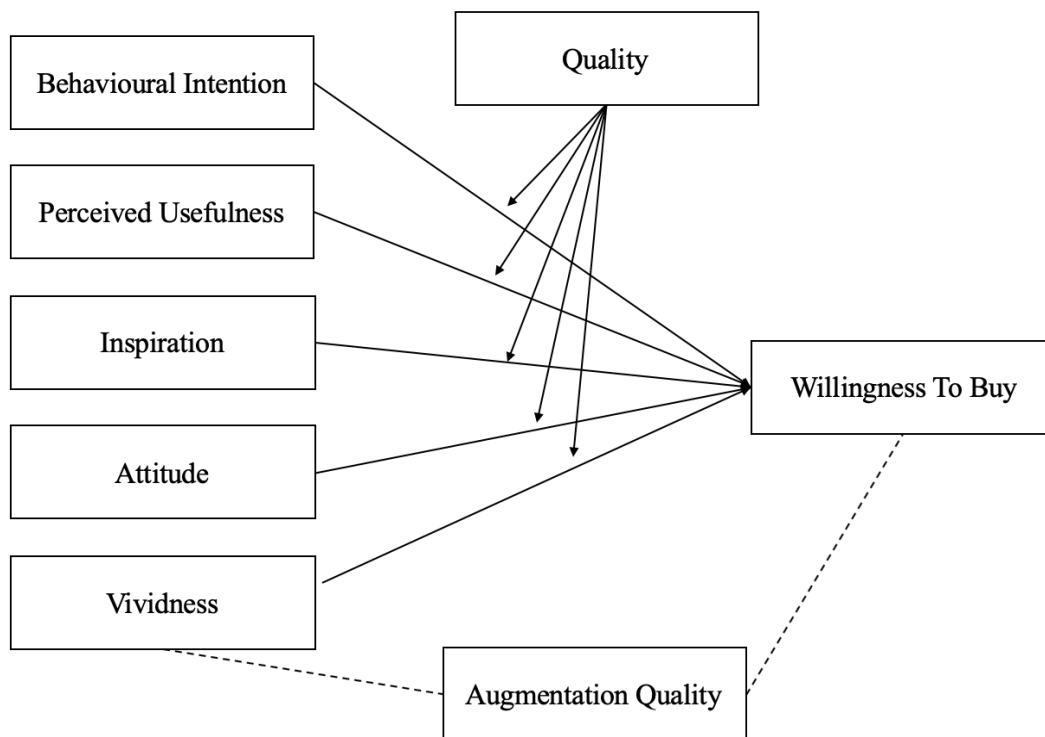 Behavioural Intention
Quality
Perceived Usefulness
Inspiration
Willingness To Buy
Attitude
Vividness
Augmentation Quality